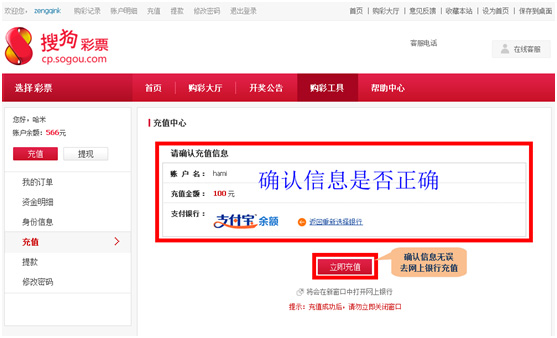 欢迎您， zengqink 购彩记录 账户明细 充值 提款 修改密码 退出登录
首页 | 购彩大厅 | 意见反馈 | 收藏本站 | 设为首页 | 保存到桌面
搜狗彩票
cp.sogou.com
客服电话
在线客服
选择彩票 首页 购彩大厅 开奖公告 购彩工具 帮助中心
您好，哈米
账户余额：566元
充值 提现
我的订单
资金明细
身份信息
充值
提款
修改密码
充值中心
请确认充值信息
账 户 名： hami
确认信息是否正确
充值金额： 100 元
支付银行： 支付宝 余额 返回重新选择银行
立即充值
确认信息无误
去网上银行充值
将会在新窗口中打开网上银行
提示：充值成功后，请勿立即关闭窗口